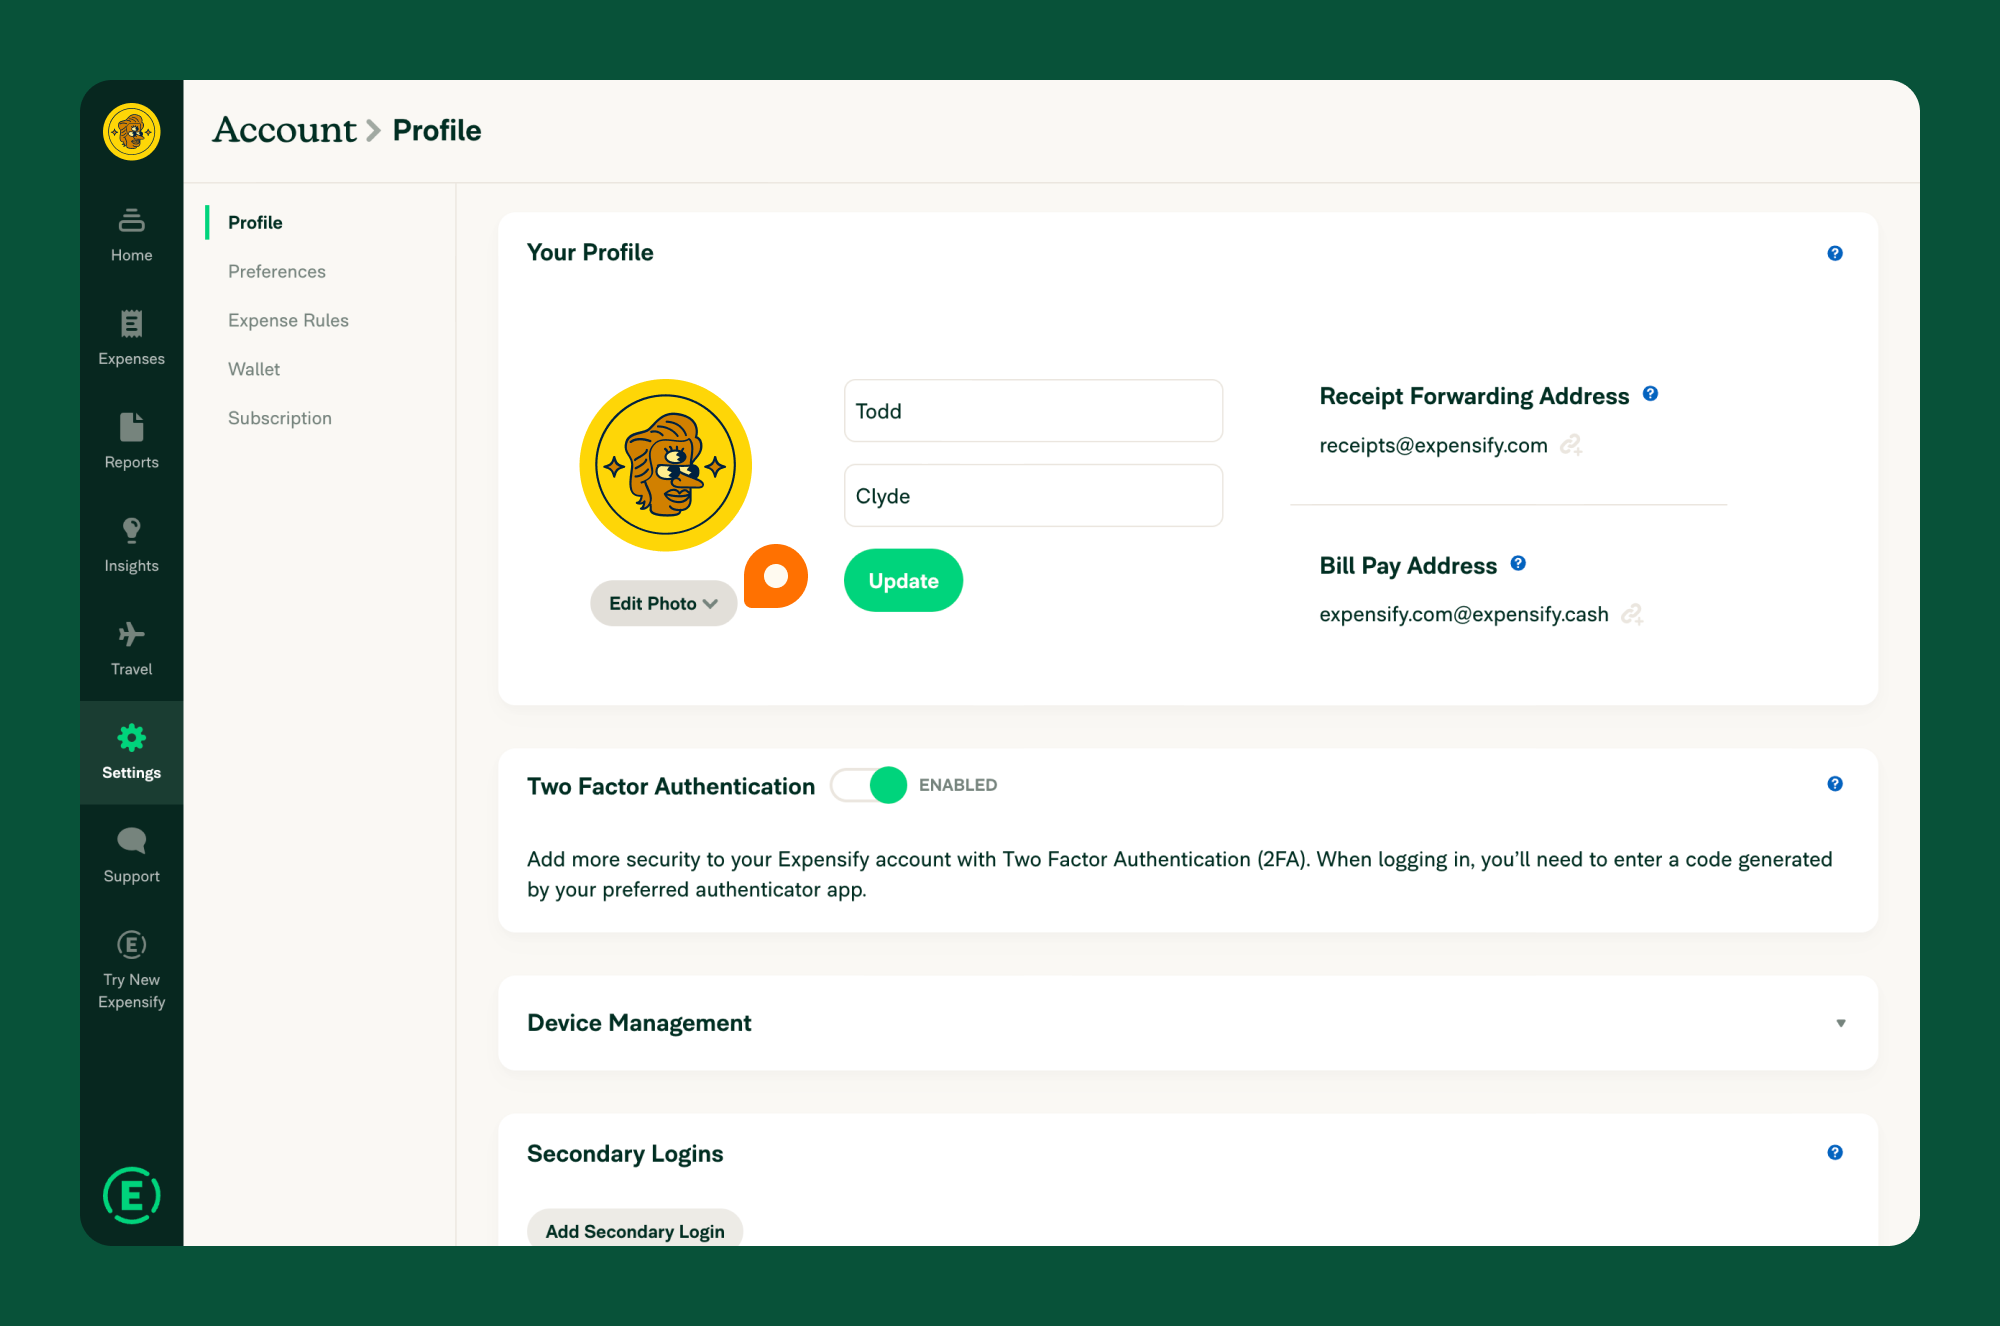 Account > Profile
Home
Expenses
Reports
Insights
Travel
Settings
Support
E
Try New
Expensify
E
Profile
Preferences
Expense Rules
Wallet
Subscription
Your Profile
?
Todd
Clyde
Update
Edit Photo
Receipt Forwarding Address ?
receipts@expensify.com
Bill Pay Address ?
expensify.com@expensify.cash
Two Factor Authentication ENABLED
?
Add more security to your Expensify account with Two Factor Authentication (2FA). When logging in, you’ll need to enter a code generated
by your preferred authenticator app.
Device Management
Secondary Logins
?
Add Secondary Login